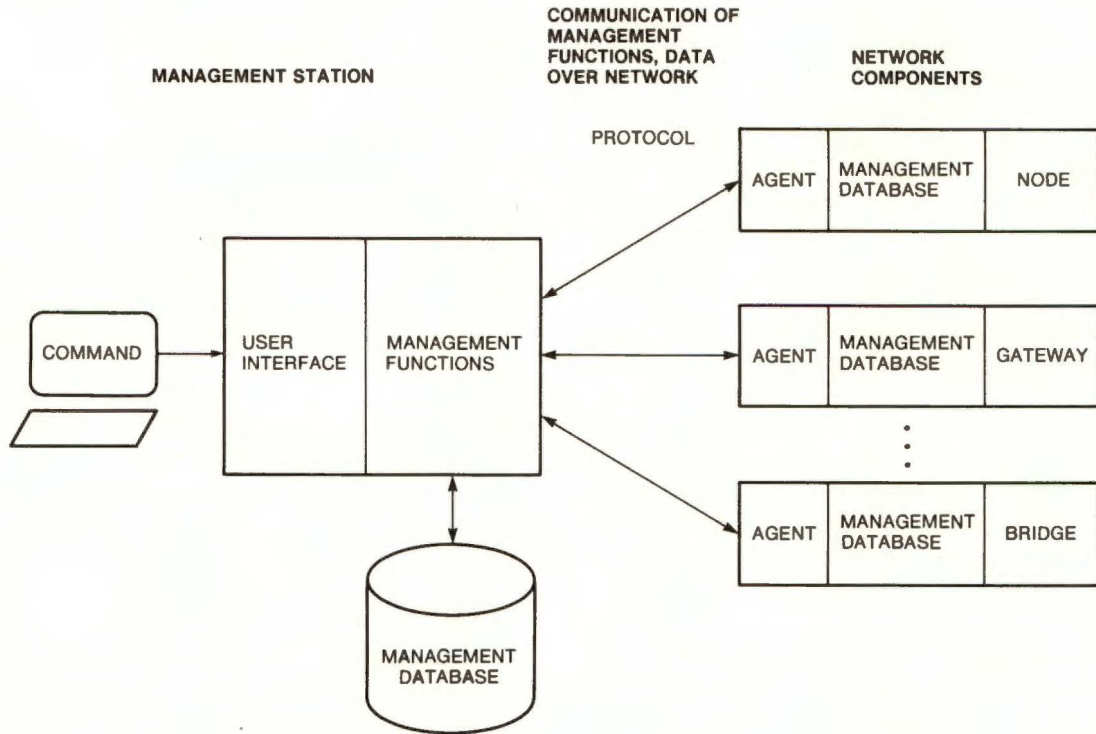 COMMUNICATION OF
MANAGEMENT
FUNCTIONS, DATA
OVER NETWORK
MANAGEMENT STATION
NETWORK
COMPONENTS
PROTOCOL
AGENT
MANAGEMENT
DATABASE
NODE
COMMAND
USER
INTERFACE
MANAGEMENT
FUNCTIONS
AGENT
MANAGEMENT
DATABASE
GATEWAY
AGENT
MANAGEMENT
DATABASE
BRIDGE
MANAGEMENT
DATABASE